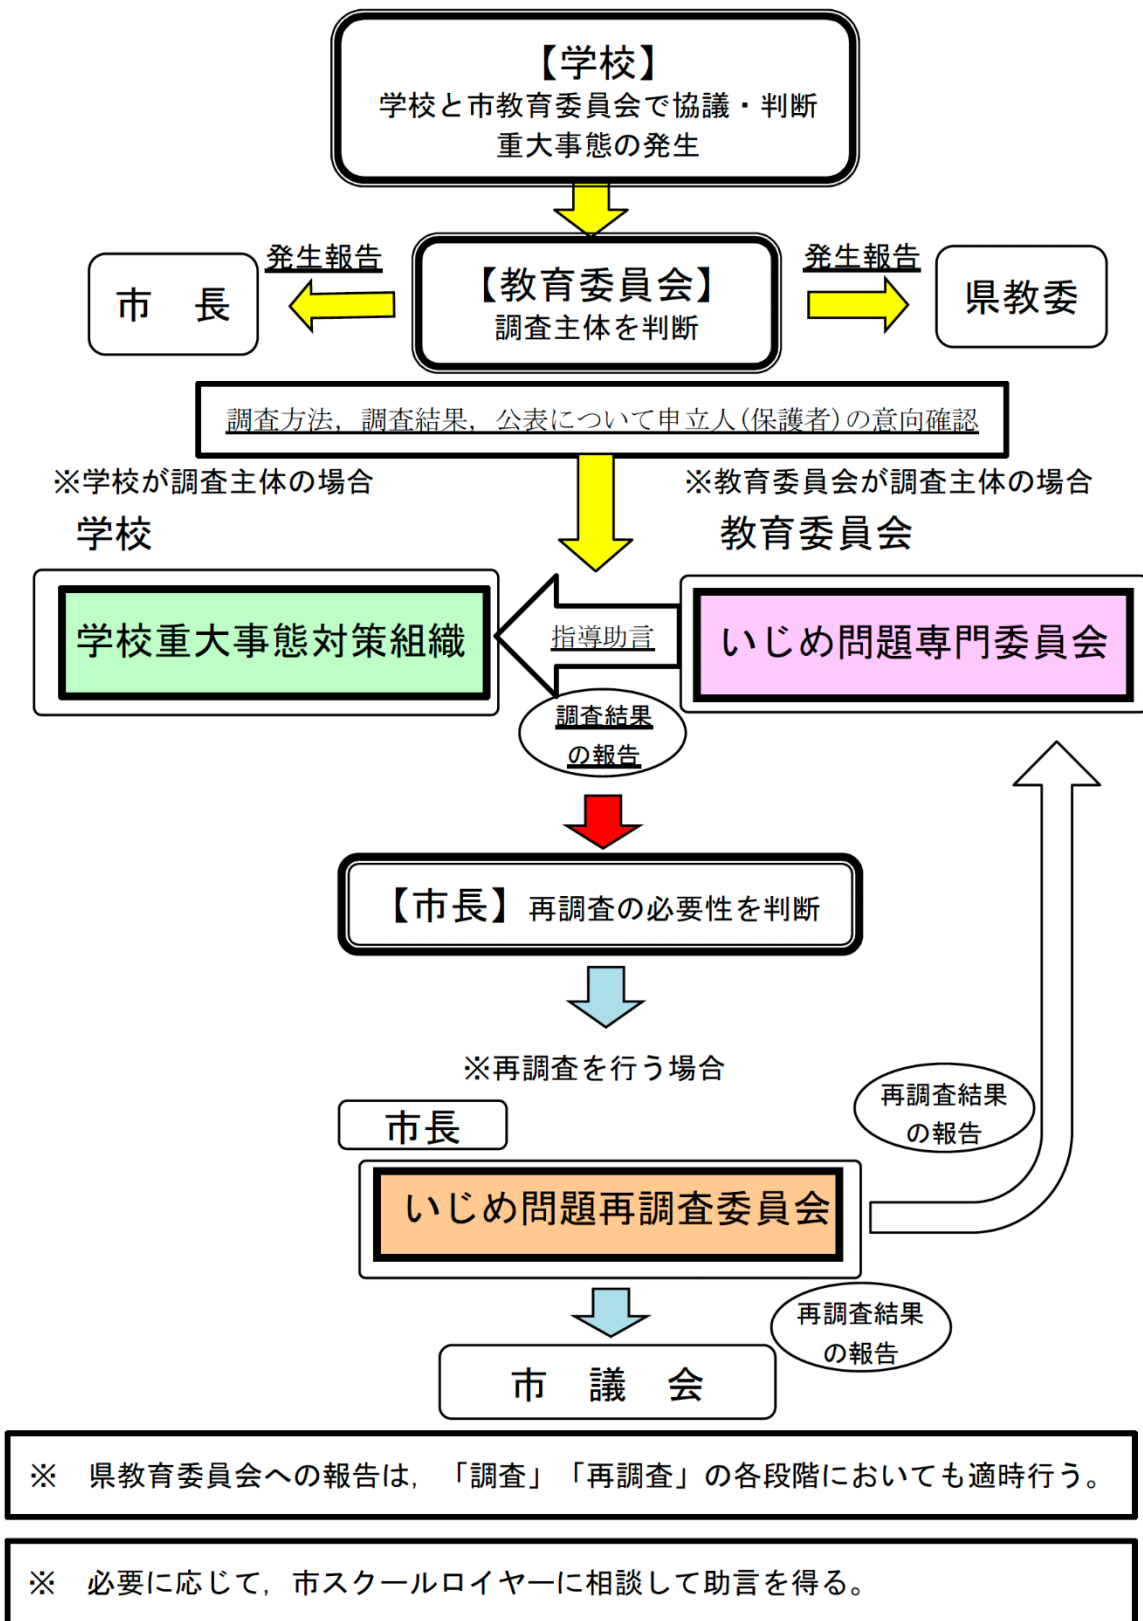 【学校】
学校と市教育委員会で協議・判断
重大事態の発生
発生報告
発生報告
市　長
【教育委員会】
調査主体を判断
県教委
調査方法，調査結果，公表について申立人(保護者)の意向確認
※学校が調査主体の場合
※教育委員会が調査主体の場合
学校
教育委員会
学校重大事態対策組織
指導助言
いじめ問題専門委員会
調査結果
の報告
【市長】再調査の必要性を判断
※再調査を行う場合
市長
再調査結果
の報告
いじめ問題再調査委員会
再調査結果
の報告
市　議　会
※　県教育委員会への報告は，「調査」「再調査」の各段階においても適時行う。
※　必要に応じて，市スクールロイヤーに相談して助言を得る。